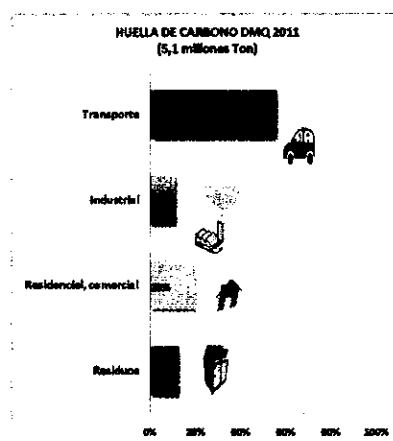 HUELLA DE CARBONO DMQ 2011
(5,1 millones Ton)
Transporte
Industrial
Residencial, comercial
Residuos
0% 20% 40% 60% 80% 100%